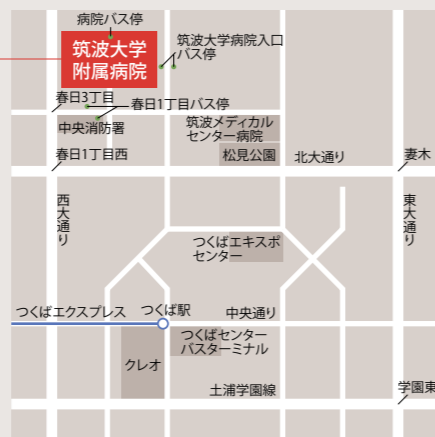 病院バス停
筑波大学
附属病院
筑波大学病院入口
バス停
春日3丁目
春日1丁目バス停
中央消防署
筑波メディカル
センター病院
春日1丁目西
松見公園
北大通り
妻木
西大通り
東大通り
つくばエキスポ
センター
つくばエクスプレス
つくば駅
中央通り
つくばセンター
バスターミナル
クレオ
土浦学園線
学園東